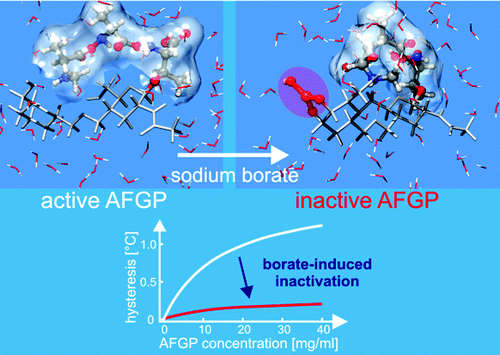 sodium borate
active AFGP
inactive AFGP
hysteresis [°C]
1.0
0.5
0
borate-induced
inactivation
0
10
20
30
40
AFGP concentration [mg/ml]